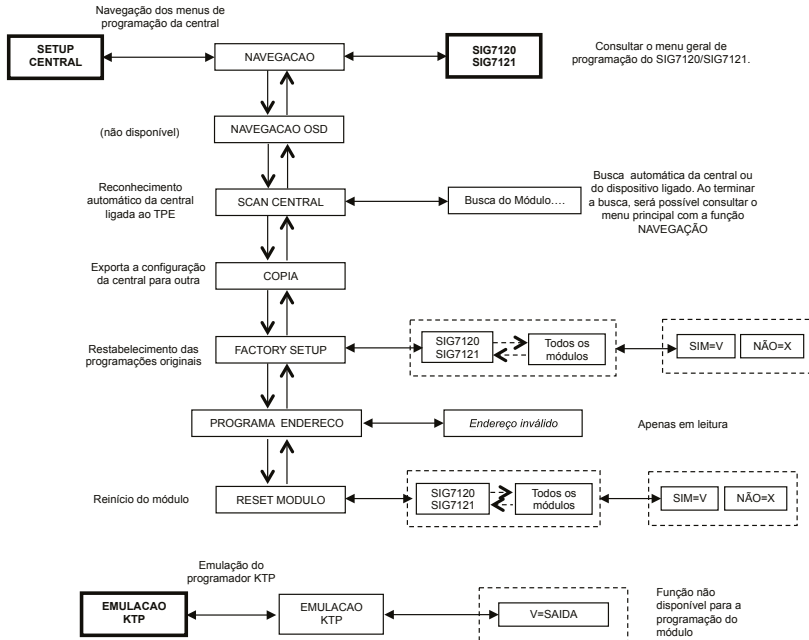 Navegação dos menus de
programação da central
SETUP
CENTRAL
NAVEGACAO
SIG7120
SIG7121
Consultar o menu geral de
programação do SIG7120/SIG7121.
(não disponível)
NAVEGACAO OSD
Reconhecimento
automático da central
ligada ao TPE
SCAN CENTRAL
Busca do Módulo....
Busca automática da central ou
do dispositivo ligado. Ao terminar
a busca, será possível consultar o
menu principal com a função
NAVEGAÇÃO
Exporta a configuração
da central para outra
COPIA
Restabelecimento das
programações originais
FACTORY SETUP
SIG7120
SIG7121
Todos os
módulos
SIM=V
NÃO=X
PROGRAMA ENDERECO
Endereço inválido
Apenas em leitura
Reinício do módulo
RESET MODULO
SIG7120
SIG7121
Todos os
módulos
SIM=V
NÃO=X
Emulação do
programador KTP
EMULACAO
KTP
EMULACAO
KTP
V=SAIDA
Função não
disponível para a
programação do
módulo